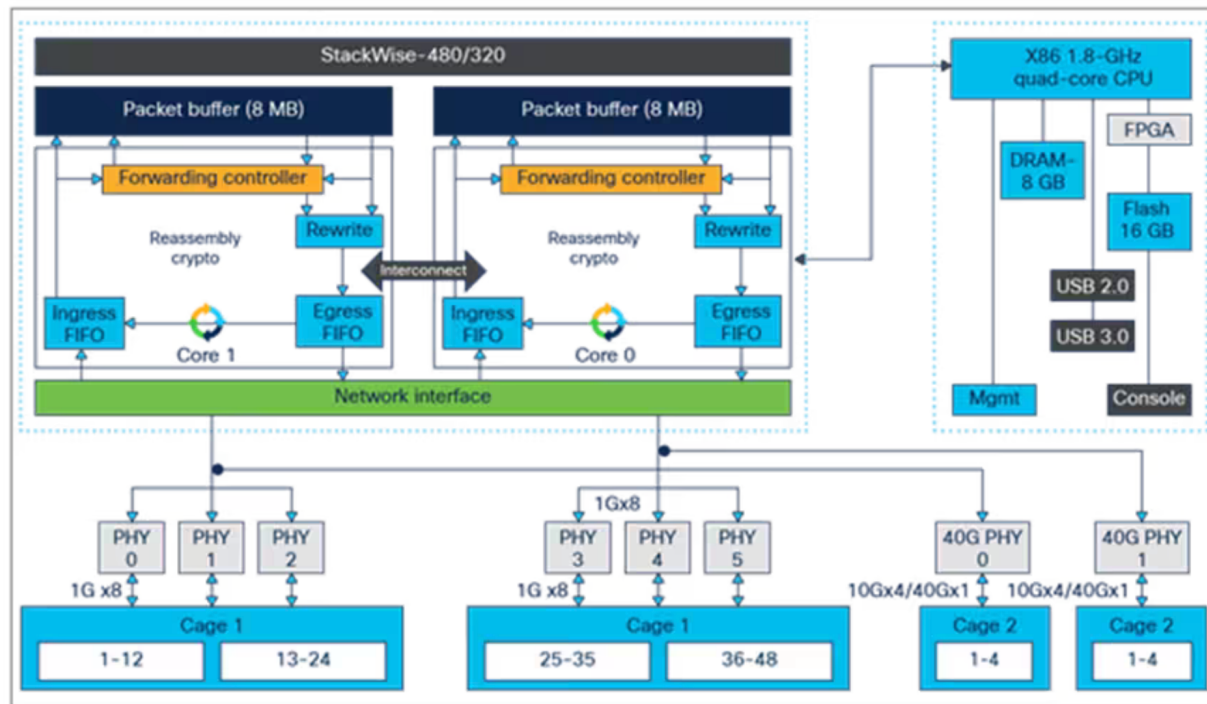 StackWise-480/320
Packet buffer (8 MB)
Packet buffer (8 MB)
Forwarding controller
Forwarding controller
Rewrite
Rewrite
Reassembly
crypto
Reassembly
crypto
Interconnect
Ingress
FIFO
Egress
FIFO
Ingress
FIFO
Egress
FIFO
Core 1
Core 0
Network interface
X86 1.8-GHz
quad-core CPU
FPGA
DRAM-
8 GB
Flash
16 GB
USB 2.0
USB 3.0
Mgmt
Console
1Gx8
PHY
0
PHY
1
PHY
2
PHY
3
PHY
4
PHY
5
40G PHY
0
40G PHY
1
1G x8
1G x8
10Gx4/40Gx1
10Gx4/40Gx1
Cage 1
1-12
13-24
Cage 1
25-35
36-48
Cage 2
1-4
Cage 2
1-4